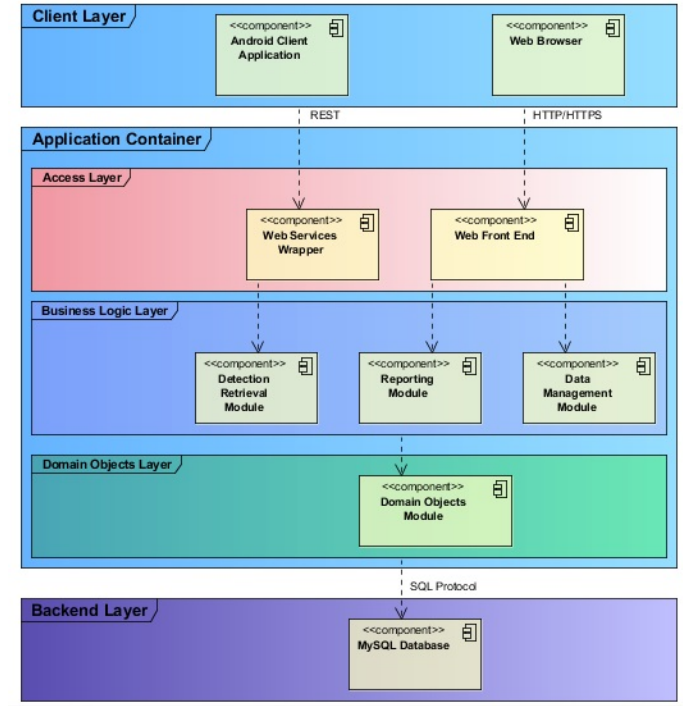 Client Layer
<<component>>
Android Client
Application
<<component>>
Web Browser
REST
HTTP/HTTPS
Application Container
Access Layer
<<component>>
Web Services
Wrapper
<<component>>
Web Front End
Business Logic Layer
<<component>>
Detection
Retrieval
Module
<<component>>
Reporting
Module
<<component>>
Data
Management
Module
Domain Objects Layer
<<component>>
Domain Objects
Module
SQL Protocol
Backend Layer
<<component>>
MySQL Database